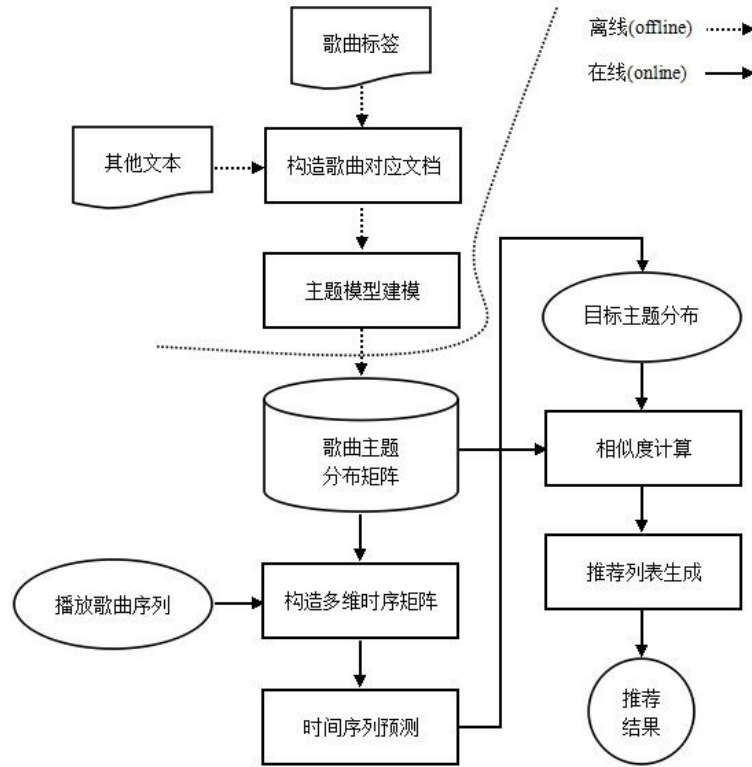 歌曲标签
离线(offline)
在线(online)
其他文本
构造歌曲对应文档
主题模型建模
目标主题分布
歌曲主题
分布矩阵
相似度计算
播放歌曲序列
构造多维时序矩阵
推荐列表生成
时间序列预测
推荐
结果